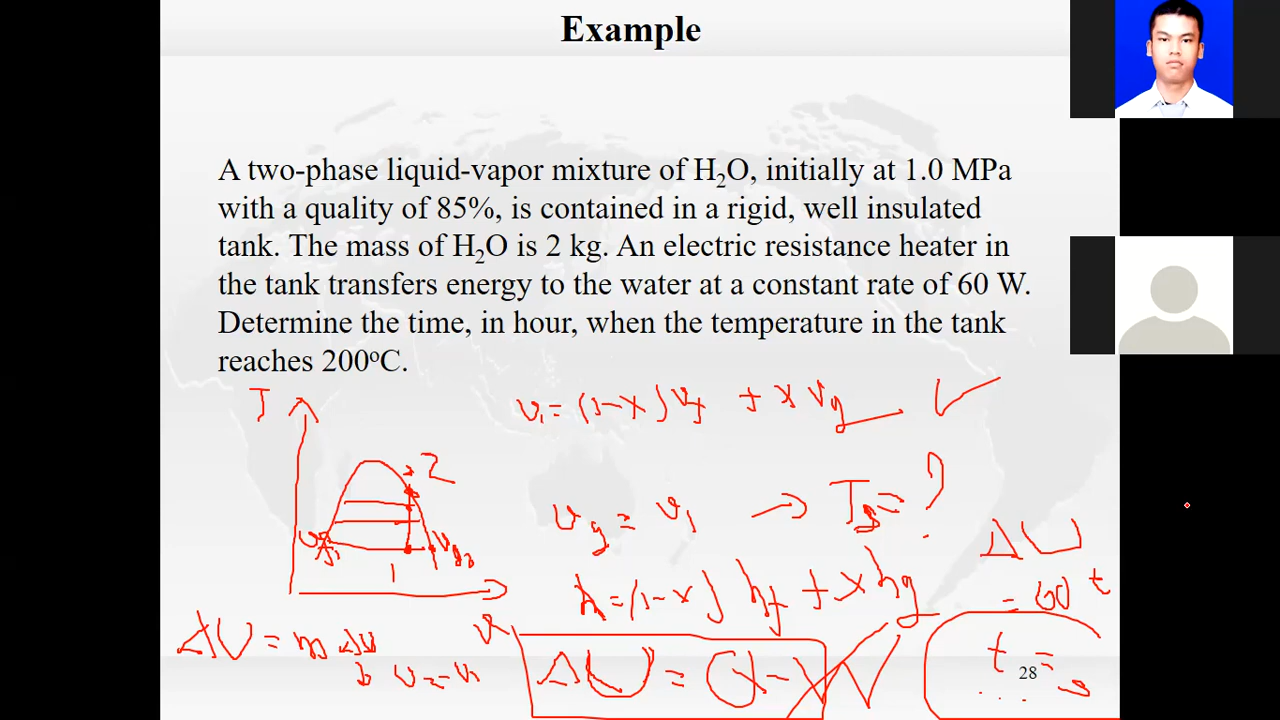 Example
A two-phase liquid-vapor mixture of H₂O, initially at 1.0 MPa
with a quality of 85%, is contained in a rigid, well insulated
tank. The mass of H₂O is 2 kg. An electric resistance heater in
the tank transfers energy to the water at a constant rate of 60 W.
Determine the time, in hour, when the temperature in the tank
reaches 200ºC.
T
v₁ = (1-x)vf + x vg
2
vg = v₁ → Tg = ?
1
ΔU
= 60 t
h = (1-x) hf + x hg
v
ΔU = m Δu
ΔU = Q - W
t =
28